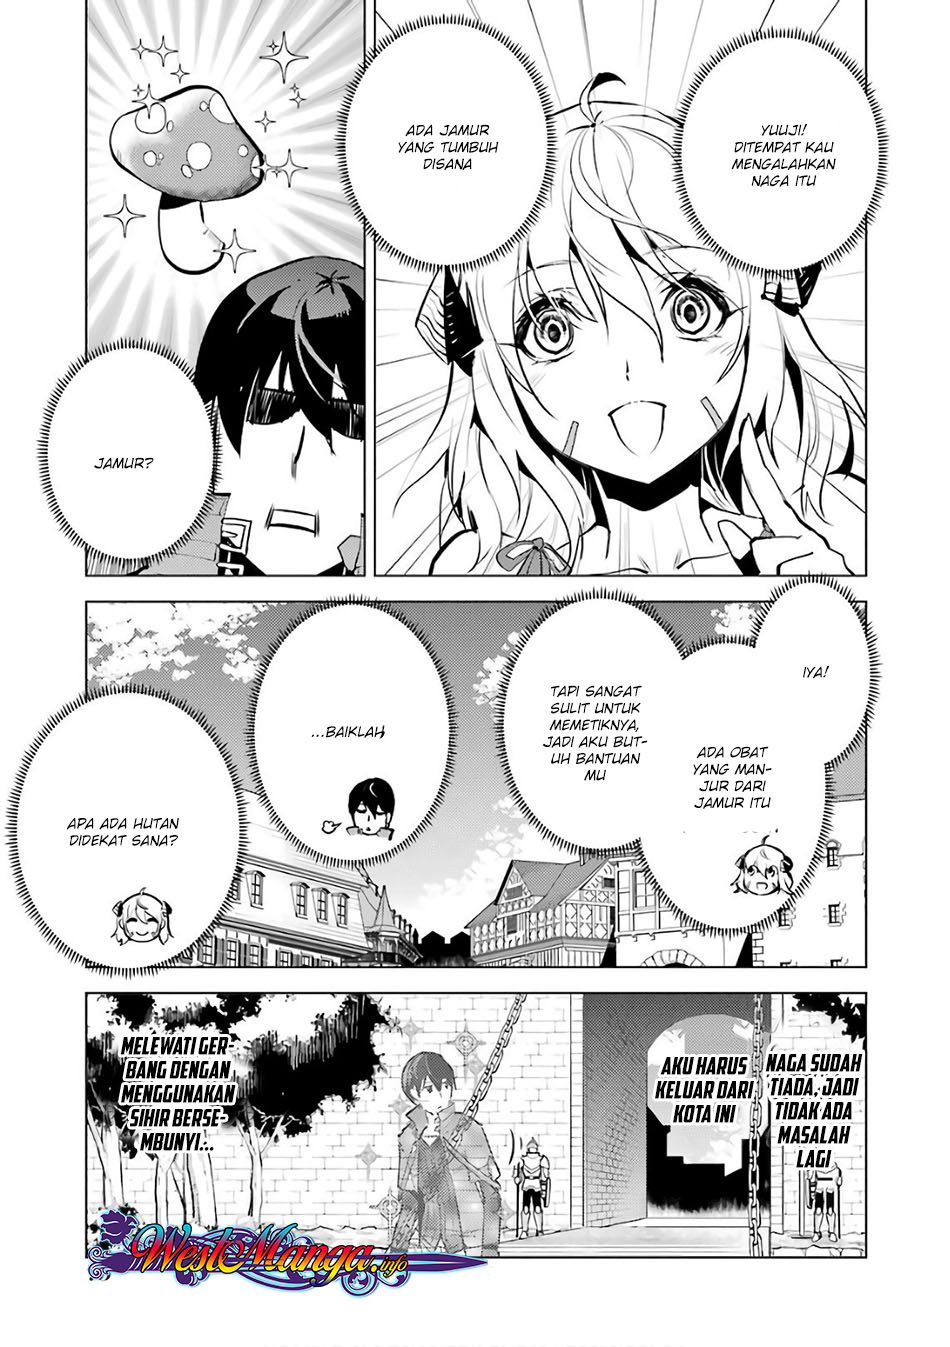 YUUJI!
DITEMPAT KAU
MENGALAHKAN
NAGA ITU
ADA JAMUR
YANG TUMBUH
DISANA
JAMUR?
IYA!
ADA OBAT
YANG MAN-
JUR DARI
JAMUR ITU
TAPI SANGAT
SULIT UNTUK
MEMETIKNYA,
JADI AKU BUT-
UH BANTUAN
MU
...BAIKLAH
APA ADA HUTAN
DIDEKAT SANA?
NAGA SUDAH
TIADA, JADI
TIDAK ADA
MASALAH
LAGI
AKU HARUS
KELUAR DARI
KOTA INI
MELEWATI GER-
BANG DENGAN
MENGGUNAKAN
SIHIR BERSE-
MBUNYI...
WestManga.info